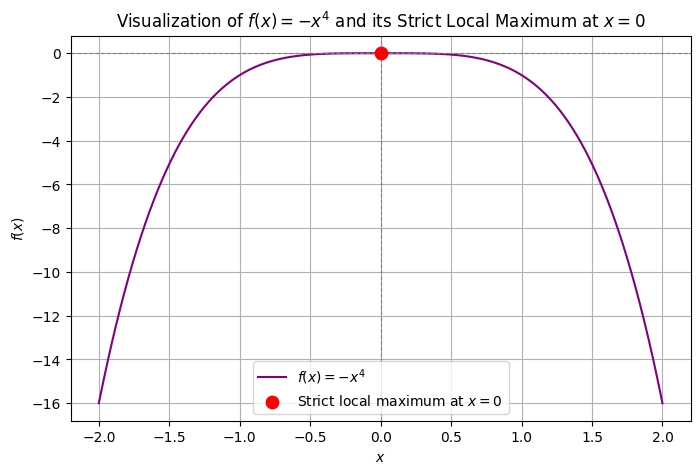 Visualization of f(x) = −x⁴ and its Strict Local Maximum at x = 0
f(x)
0
−2
−4
−6
−8
−10
−12
−14
−16
f(x) = −x⁴
Strict local maximum at x = 0
−2.0 −1.5 −1.0 −0.5 0.0 0.5 1.0 1.5 2.0
x